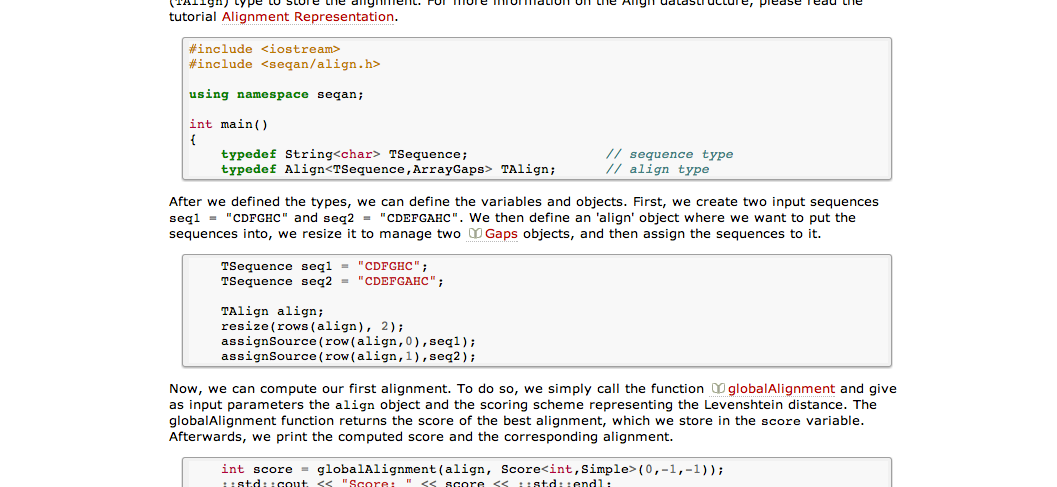 (TAlign) type to store the alignment. For more information on the Align datastructure, please read the
tutorial Alignment Representation.
#include <iostream>
#include <seqan/align.h>
using namespace seqan;
int main()
{
typedef String<char> TSequence; // sequence type
typedef Align<TSequence,ArrayGaps> TAlign; // align type
After we defined the types, we can define the variables and objects. First, we create two input sequences
seq1 = "CDFGHC" and seq2 = "CDEFGAHC". We then define an 'align' object where we want to put the
sequences into, we resize it to manage two Gaps objects, and then assign the sequences to it.
TSequence seq1 = "CDFGHC";
TSequence seq2 = "CDEFGAHC";
TAlign align;
resize(rows(align), 2);
assignSource(row(align,0),seq1);
assignSource(row(align,1),seq2);
Now, we can compute our first alignment. To do so, we simply call the function globalAlignment and give
as input parameters the align object and the scoring scheme representing the Levenshtein distance. The
globalAlignment function returns the score of the best alignment, which we store in the score variable.
Afterwards, we print the computed score and the corresponding alignment.
int score = globalAlignment(align, Score<int,Simple>(0,-1,-1));
::std::cout << "Score: " << score << ::std::endl;